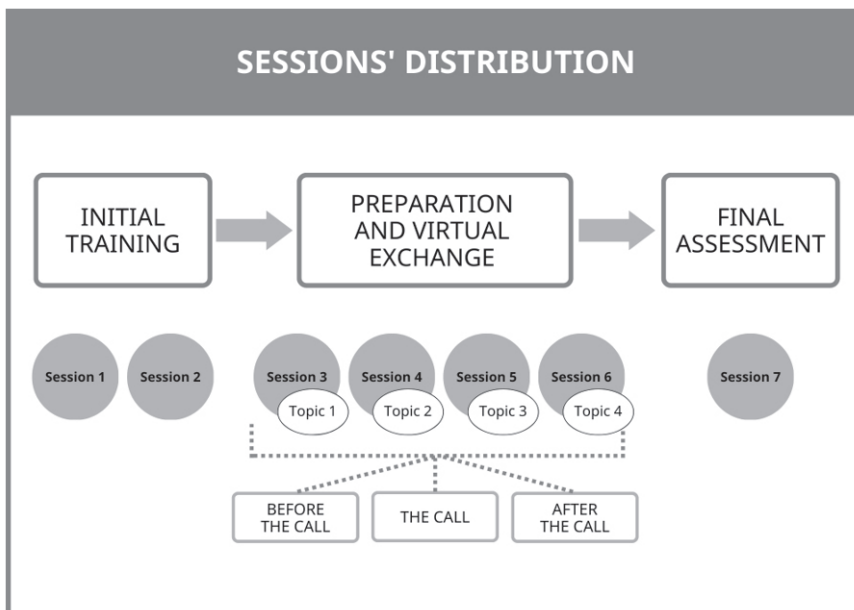 SESSIONS' DISTRIBUTION
INITIAL
TRAINING
PREPARATION
AND VIRTUAL
EXCHANGE
FINAL
ASSESSMENT
Session 1
Session 2
Session 3
Session 4
Session 5
Session 6
Session 7
Topic 1
Topic 2
Topic 3
Topic 4
BEFORE
THE CALL
THE CALL
AFTER
THE CALL